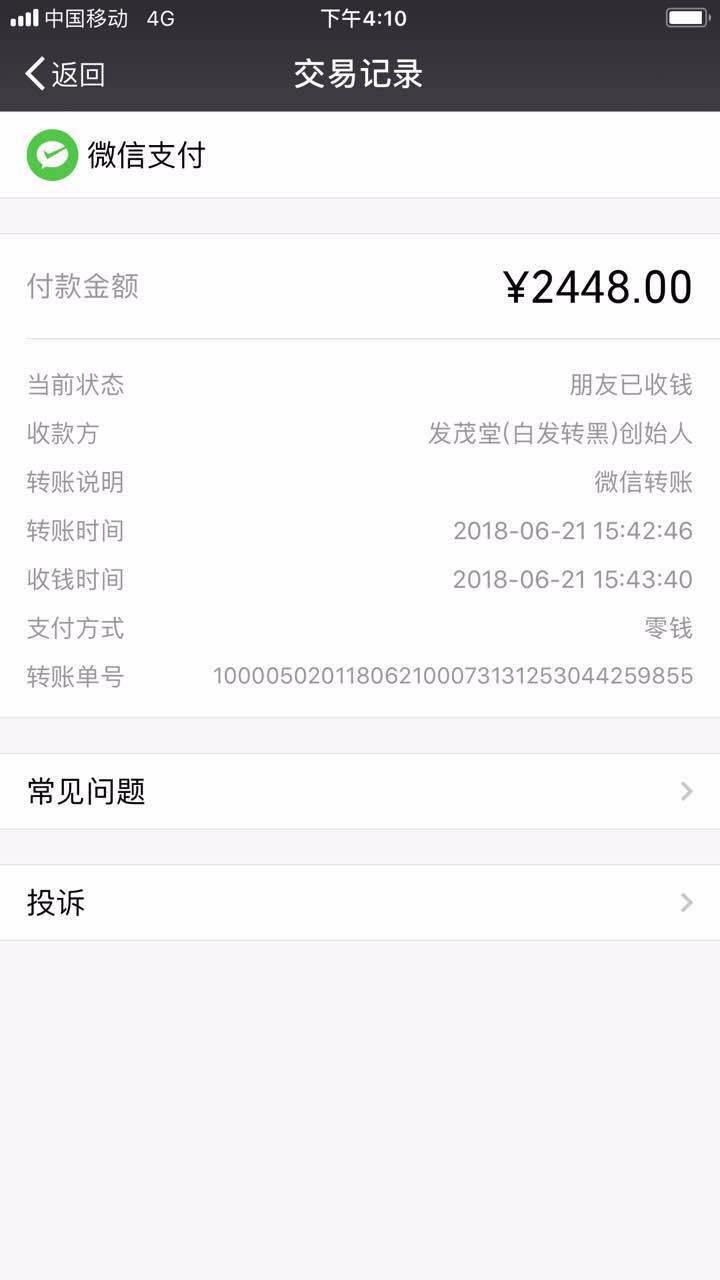 中国移动 4G 下午4:10
返回 交易记录
微信支付
付款金额 ¥2448.00
当前状态 朋友已收钱
收款方 发茂堂(白发转黑)创始人
转账说明 微信转账
转账时间 2018-06-21 15:42:46
收钱时间 2018-06-21 15:43:40
支付方式 零钱
转账单号 1000050201180621000731312530442598​55
常见问题
投诉